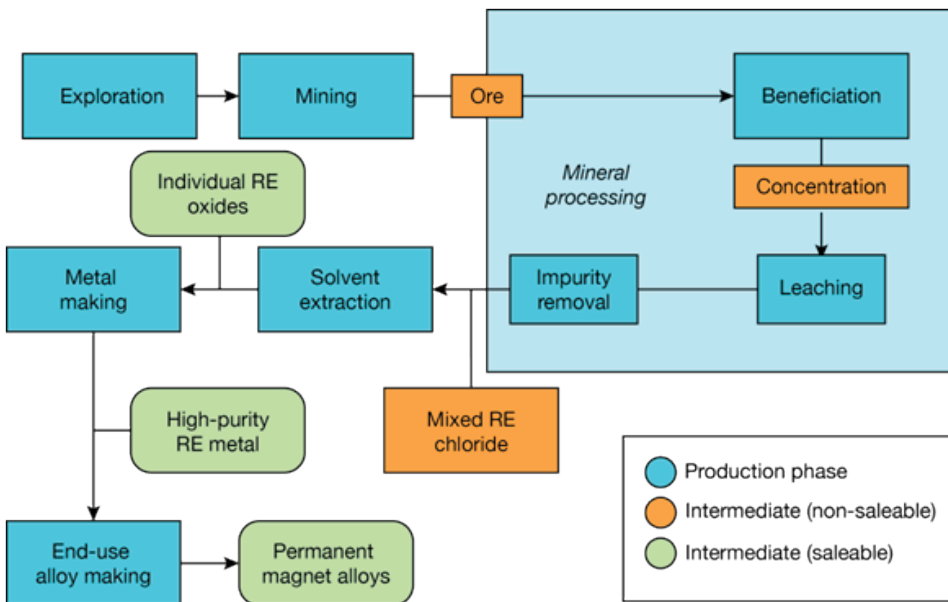 Exploration
Mining
Ore
Beneficiation
Individual RE
oxides
Mineral
processing
Concentration
Metal
making
Solvent
extraction
Impurity
removal
Leaching
High-purity
RE metal
Mixed RE
chloride
Production phase
Intermediate (non-saleable)
Intermediate (saleable)
End-use
alloy making
Permanent
magnet alloys